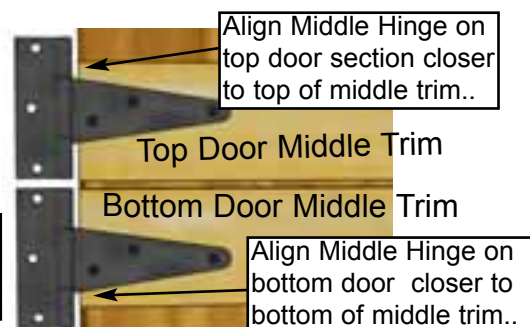 Align Middle Hinge on
top door section closer
to top of middle trim..
Top Door Middle Trim
Bottom Door Middle Trim
Align Middle Hinge on
bottom door closer to
bottom of middle trim..